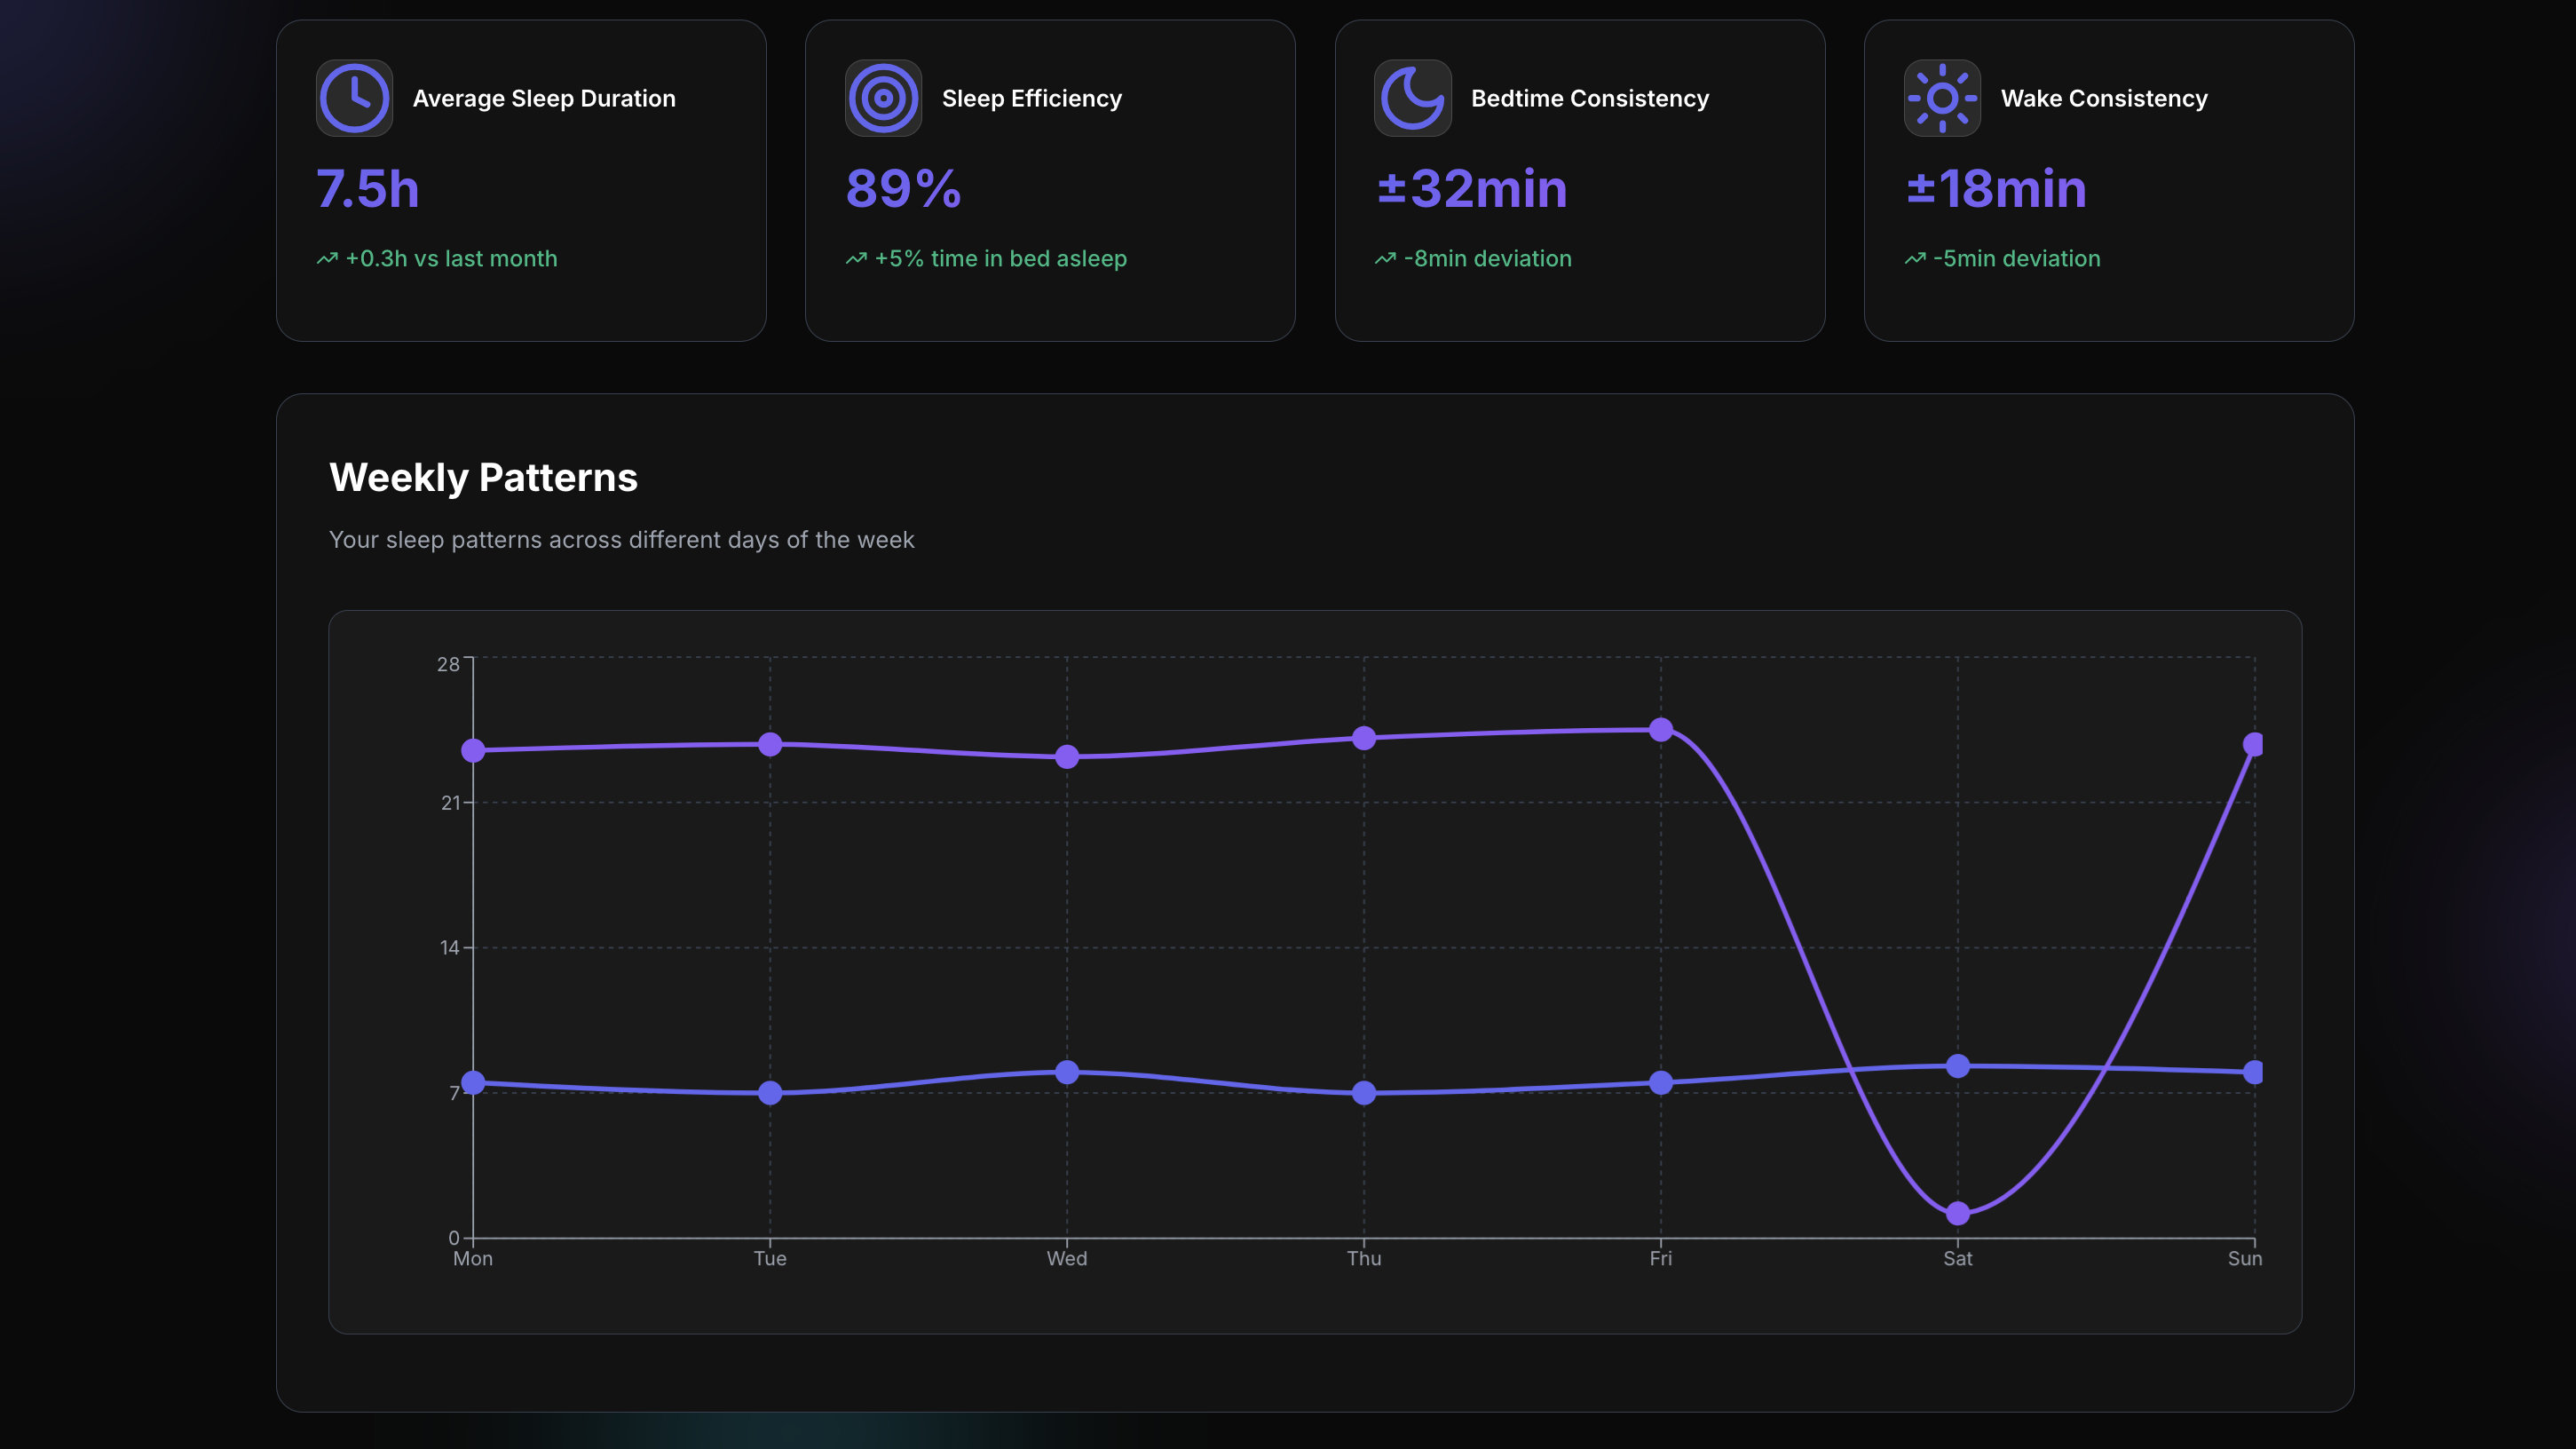 Average Sleep Duration
7.5h
+0.3h vs last month
Sleep Efficiency
89%
+5% time in bed asleep
Bedtime Consistency
±32min
-8min deviation
Wake Consistency
±18min
-5min deviation
Weekly Patterns
Your sleep patterns across different days of the week
28
21
14
7
0
Mon Tue Wed Thu Fri Sat Sun